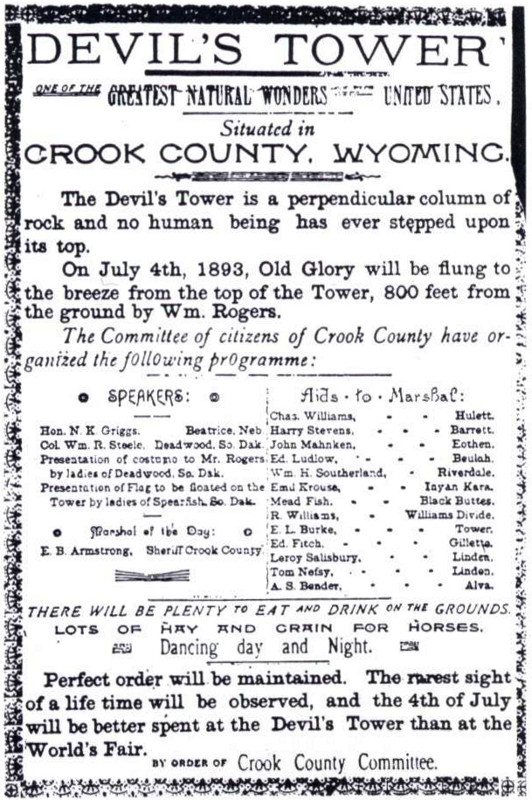 DEVIL'S TOWER
ONE OF THE GREATEST NATURAL WONDERS UNITED STATES.
Situated in
CROOK COUNTY, WYOMING.
The Devil's Tower is a perpendicular column of
rock and no human being has ever stepped upon
its top.
On July 4th, 1893, Old Glory will be flung to
the breeze from the top of the Tower, 800 feet from
the ground by Wm. Rogers.
The Committee of citizens of Crook County have or-
ganized the following programme:
SPEAKERS:
Hon. N. K. Griggs. Beatrice, Neb
Col. Wm. R. Steele, Deadwood, So. Dak.
Presentation of costume to Mr. Rogers
by ladies of Deadwood, So. Dak.
Presentation of Flag to be floated on the
Tower by ladies of Spearfish, So. Dak.
Marshal of the Day:
E. B. Armstrong, Sheriff Crook County
Aids - to - Marshal:
Chas. Williams, - - Hulett.
Harry Stevens, - - Barrett.
John Mahnken, - - Eothen.
Ed. Ludlow, - - Beulah.
Wm. H. Southerland, - Riverdale.
Emil Krouse, - - Inyan Kara.
Mead Fish, - - Black Buttes.
R. Williams, - Williams Divide.
E. L. Burke, - - Tower.
Ed. Fitch, - - Gillette.
Leroy Salisbury, - - Linden.
Tom Nefsy, - - - Linden.
A. S. Bender, - - - Alva.
THERE WILL BE PLENTY TO EAT AND DRINK ON THE GROUNDS.
LOTS OF HAY AND GRAIN FOR HORSES.
Dancing day and Night.
Perfect order will be maintained. The rarest sight
of a life time will be observed, and the 4th of July
will be better spent at the Devil's Tower than at the
World's Fair.
BY ORDER OF Crook County Committee.